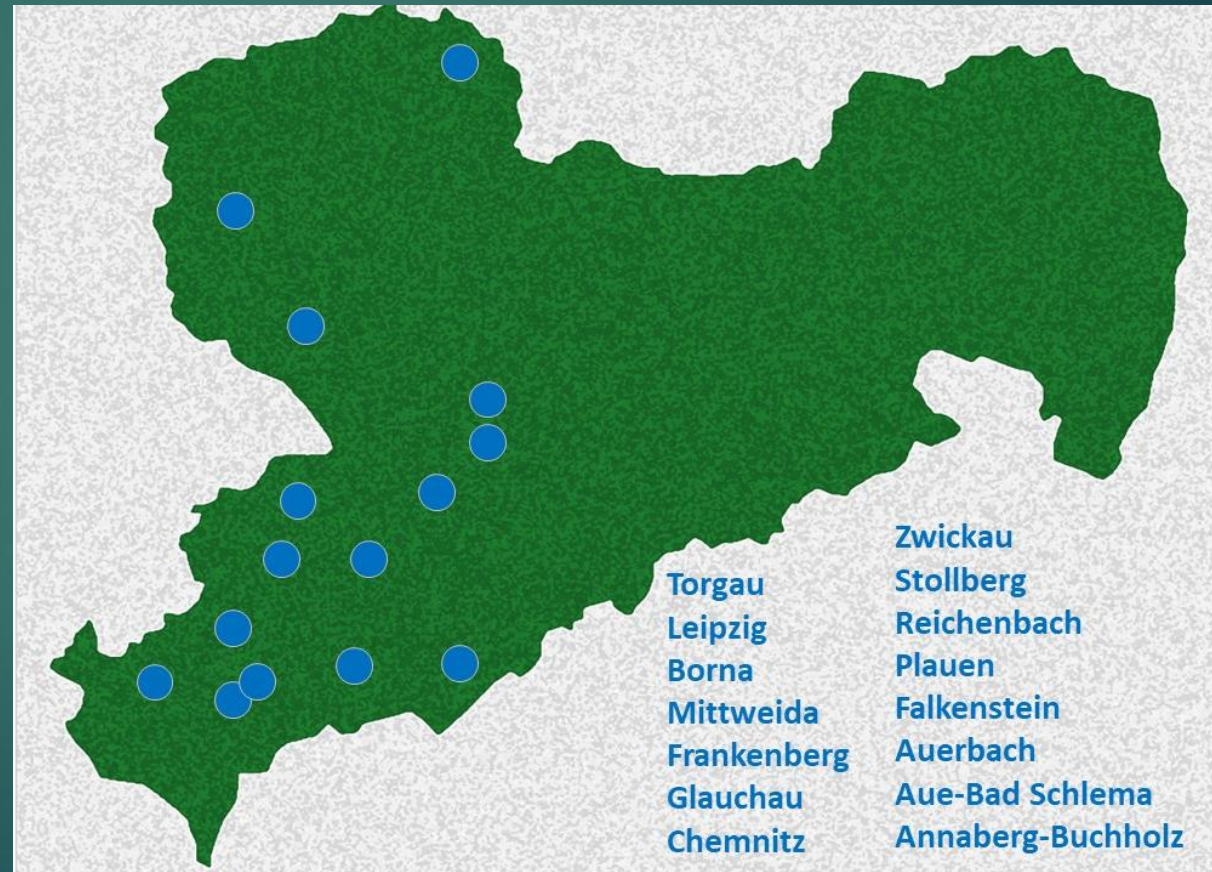 Torgau
Leipzig
Borna
Mittweida
Frankenberg
Glauchau
Chemnitz
Zwickau
Stollberg
Reichenbach
Plauen
Falkenstein
Auerbach
Aue-Bad Schlema
Annaberg-Buchholz